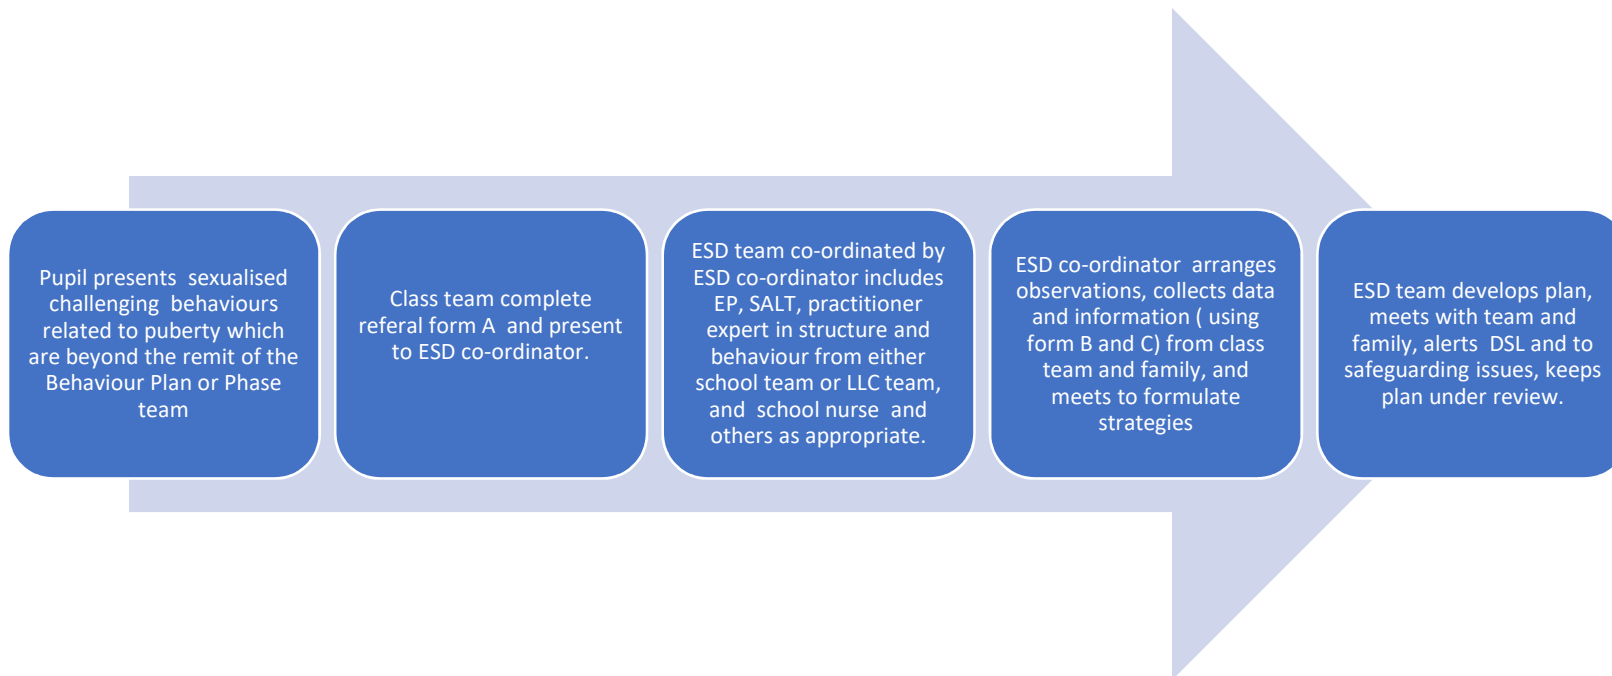 Pupil presents  sexualised
challenging  behaviours
related to puberty which
are beyond the remit of the
Behaviour Plan or Phase
team
Class team complete
referal form A  and present
to ESD co-ordinator.
ESD team co-ordinated by
ESD co-ordinator includes
EP, SALT, practitioner
expert in structure and
behaviour from either
school team or LLC team,
and  school nurse  and
others as appropriate.
ESD co-ordinator  arranges
observations, collects data
and information ( using
form B and C) from class
team and family, and
meets to formulate
strategies
ESD team develops plan,
meets with team and
family, alerts  DSL and to
safeguarding issues, keeps
plan under review.